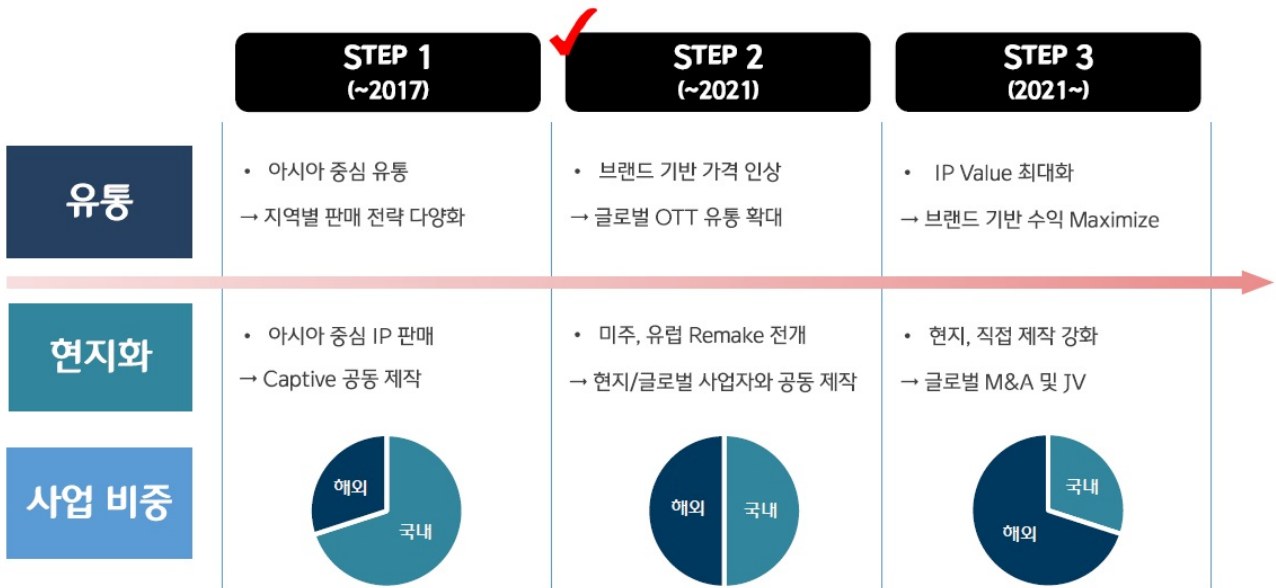 STEP 1
(~2017)
STEP 2
(~2021)
STEP 3
(2021~)
유통
• 아시아 중심 유통
→ 지역별 판매 전략 다양화
• 브랜드 기반 가격 인상
→ 글로벌 OTT 유통 확대
• IP Value 최대화
→ 브랜드 기반 수익 Maximize
현지화
• 아시아 중심 IP 판매
→ Captive 공동 제작
• 미주, 유럽 Remake 전개
→ 현지/글로벌 사업자와 공동 제작
• 현지, 직접 제작 강화
→ 글로벌 M&A 및 JV
사업 비중
해외
국내
해외
국내
국내
해외